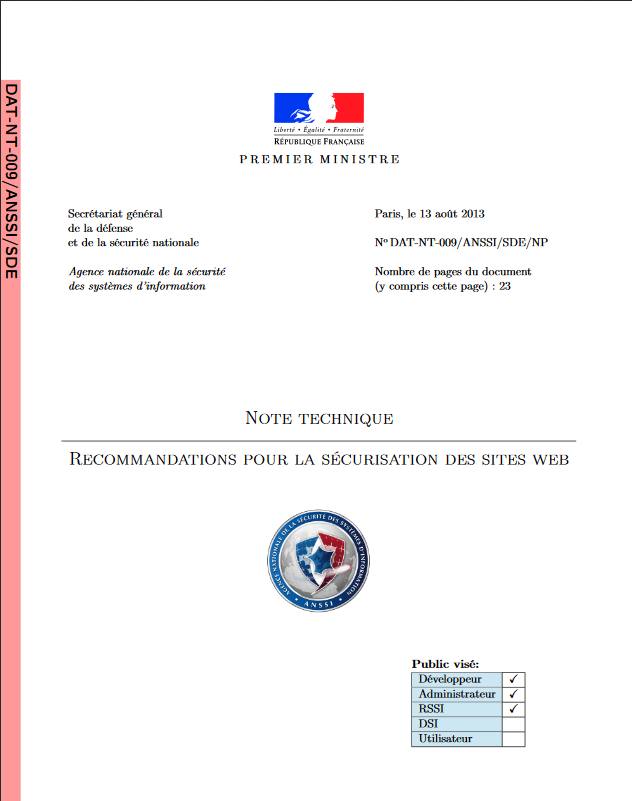 DAT-NT-009/ANSSI/SDE
Liberté • Égalité • Fraternité
RÉPUBLIQUE FRANÇAISE
PREMIER MINISTRE
Secrétariat général
de la défense
et de la sécurité nationale
Agence nationale de la sécurité
des systèmes d'information
Paris, le 13 août 2013
Nº DAT-NT-009/ANSSI/SDE/NP
Nombre de pages du document
(y compris cette page) : 23
NOTE TECHNIQUE
RECOMMANDATIONS POUR LA SÉCURISATION DES SITES WEB
AGENCE NATIONALE DE LA SÉCURITÉ DES SYSTÈMES D'INFORMATION
• ANSSI •
Public visé:
Développeur ✓
Administrateur ✓
RSSI ✓
DSI
Utilisateur